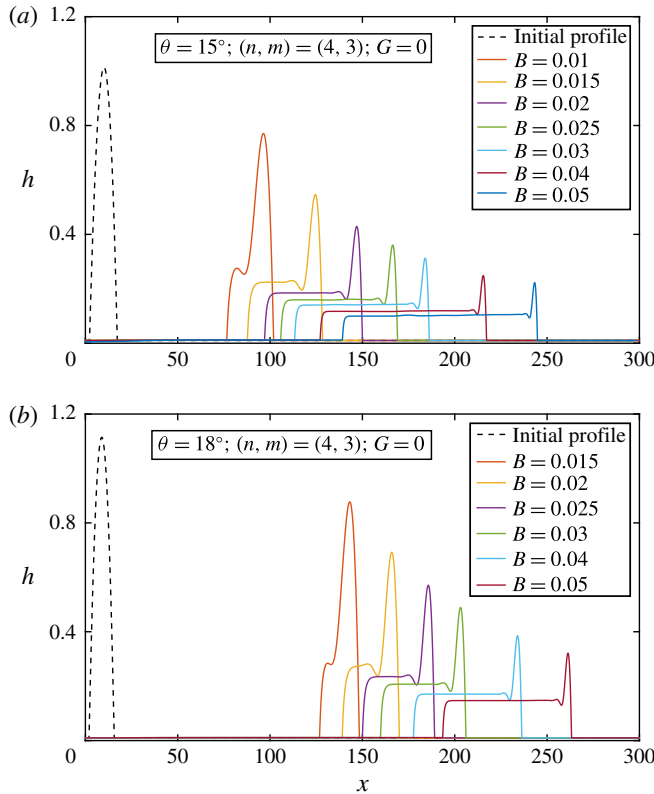 (a)
1.2
θ = 15°; (n, m) = (4, 3); G = 0
Initial profile
B = 0.01
B = 0.015
B = 0.02
B = 0.025
B = 0.03
B = 0.04
B = 0.05
0.8
h
0.4
0 50 100 150 200 250 300
(b)
1.2
θ = 18°; (n, m) = (4, 3); G = 0
Initial profile
B = 0.015
B = 0.02
B = 0.025
B = 0.03
B = 0.04
B = 0.05
0.8
h
0.4
0 50 100 150 200 250 300
x